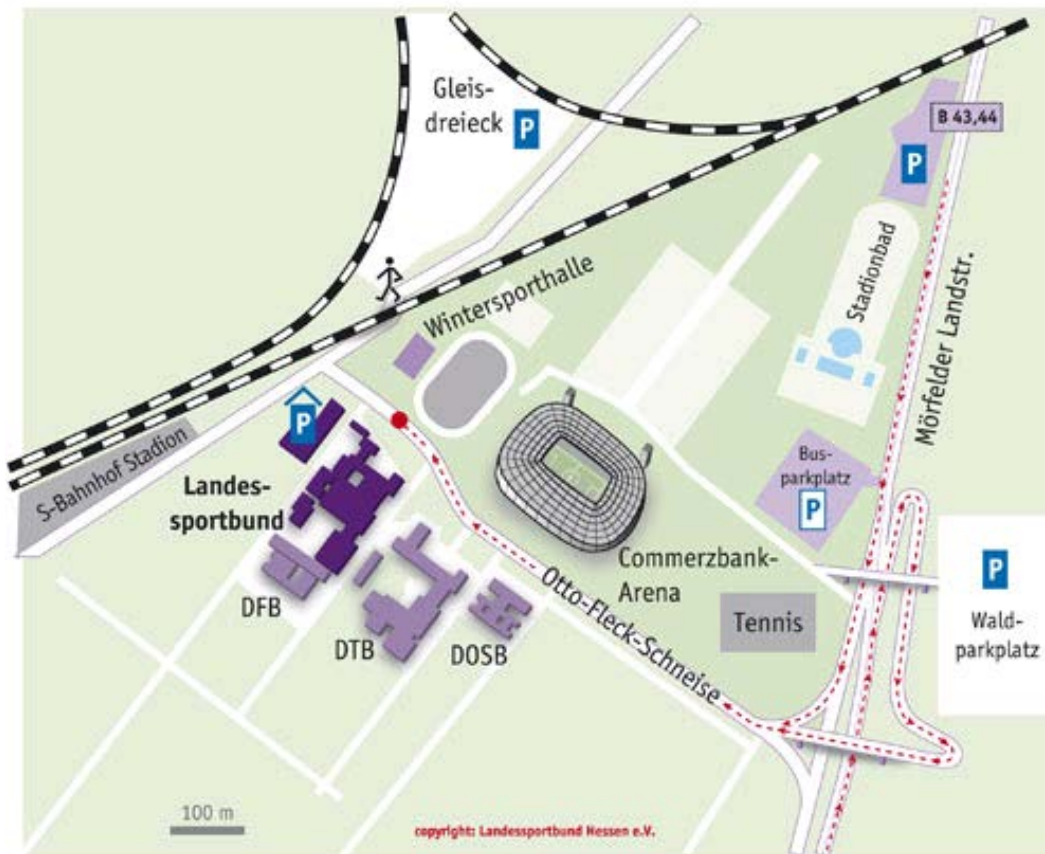 Gleis-
dreieck
P
B 43,44
P
Wintersporthalle
Stadionbad
Mörfelder Landstr.
P
S-Bahnhof Stadion
Landes-
sportbund
Bus-
parkplatz
P
Commerzbank-
Arena
Otto-Fleck-Schneise
Tennis
P
Wald-
parkplatz
DFB
DTB
DOSB
100 m
copyright: Landessportbund Hessen e.V.